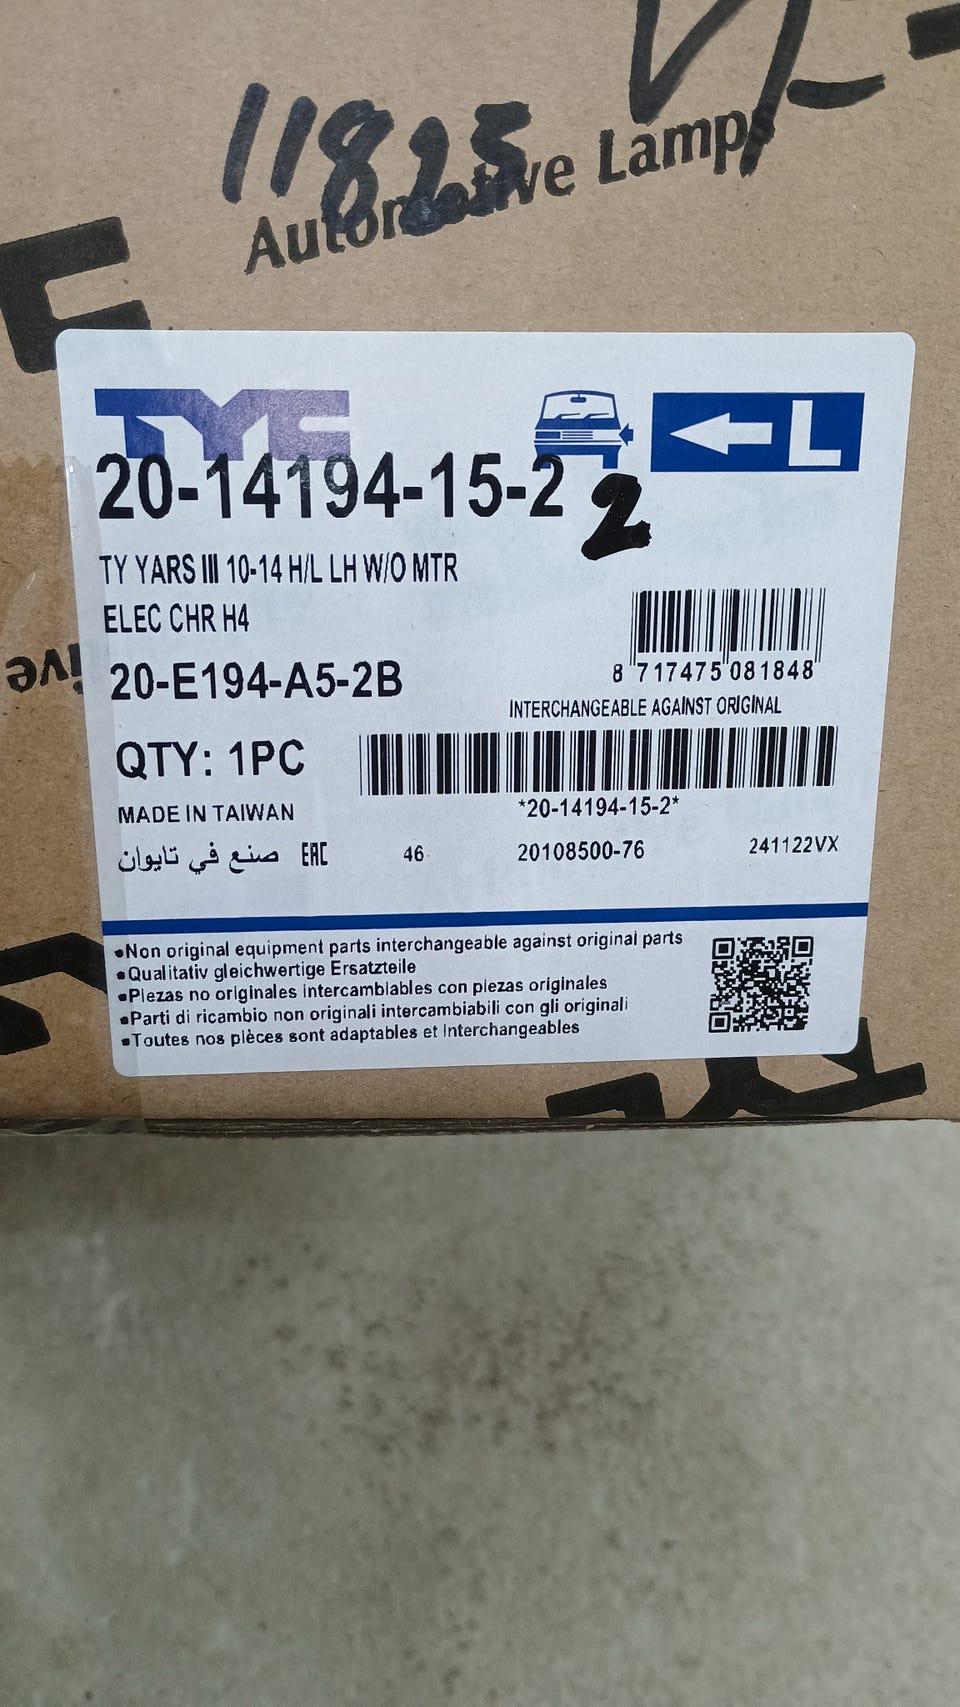 11825
Automotive Lamps
TYC
L
20-14194-15-2
2
TY YARS III 10-14 H/L LH W/O MTR
ELEC CHR H4
8 717475 081848
20-E194-A5-2B
INTERCHANGEABLE AGAINST ORIGINAL
QTY: 1PC
*20-14194-15-2*
MADE IN TAIWAN
صنع في تايوان EAC 46 20108500-76 241122VX
•Non original equipment parts interchangeable against original parts
•Qualitativ gleichwertige Ersatzteile
•Piezas no originales intercambiables con piezas originales
•Parti di ricambio non originali intercambiabili con gli originali
•Toutes nos pièces sont adaptables et Interchangeables